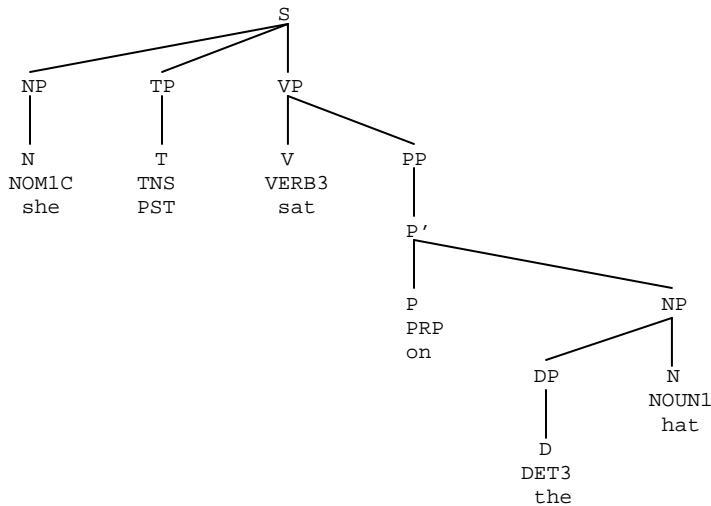 S
NP TP VP
N T V PP
NOM1C TNS VERB3
she PST sat
P’
P NP
PRP
on
DP N
NOUN1
hat
D
DET3
the